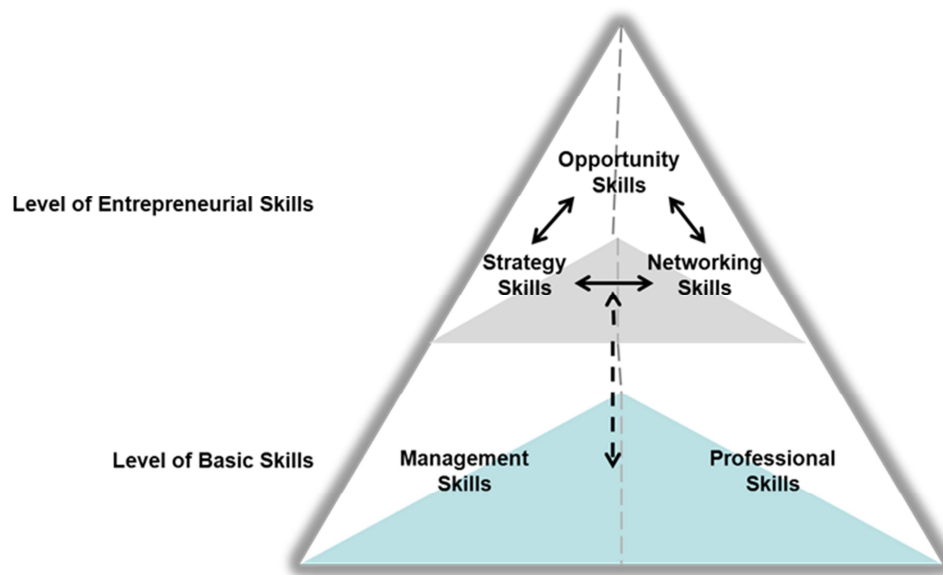 Opportunity
Skills
Level of Entrepreneurial Skills
Strategy
Skills
Networking
Skills
Level of Basic Skills
Management
Skills
Professional
Skills